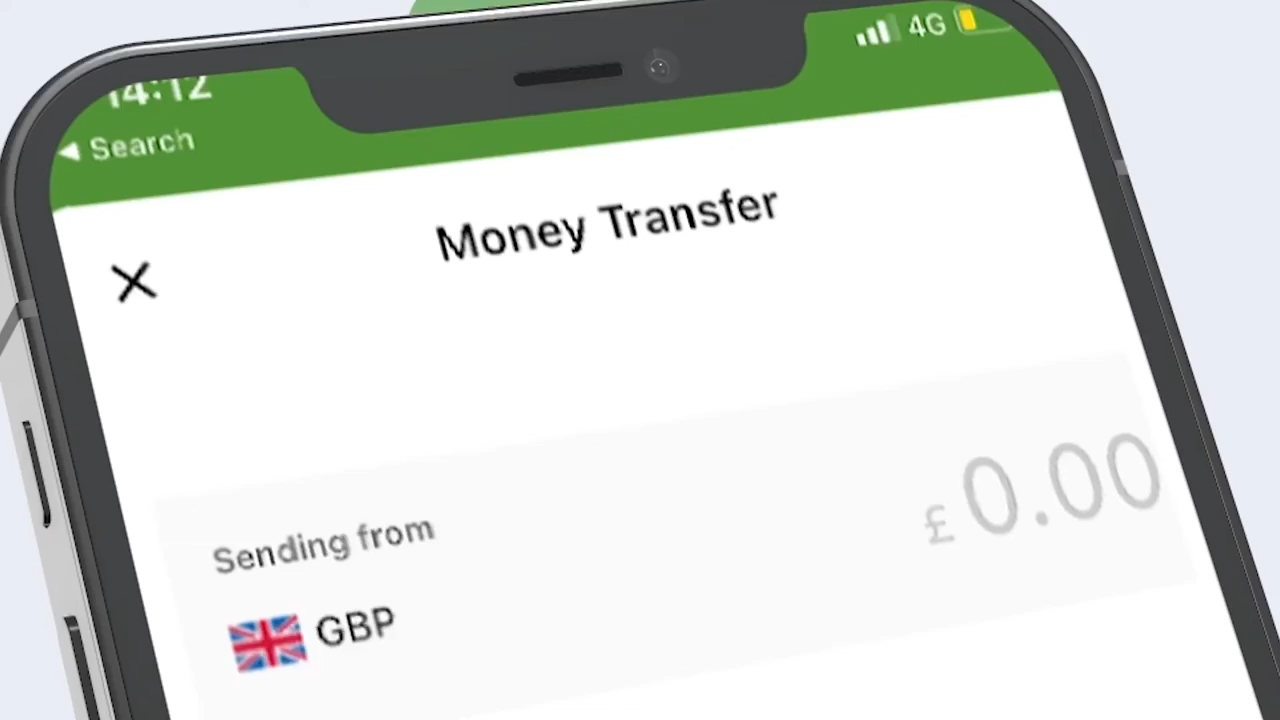 14:12
4G
Search
Money Transfer
£0.00
Sending from
GBP